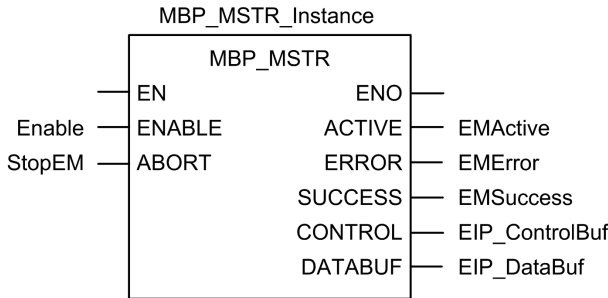 MBP_MSTR_Instance
MBP_MSTR
EN ENO
Enable ENABLE ACTIVE EMActive
StopEM ABORT ERROR EMError
SUCCESS EMSuccess
CONTROL EIP_ControlBuf
DATABUF EIP_DataBuf